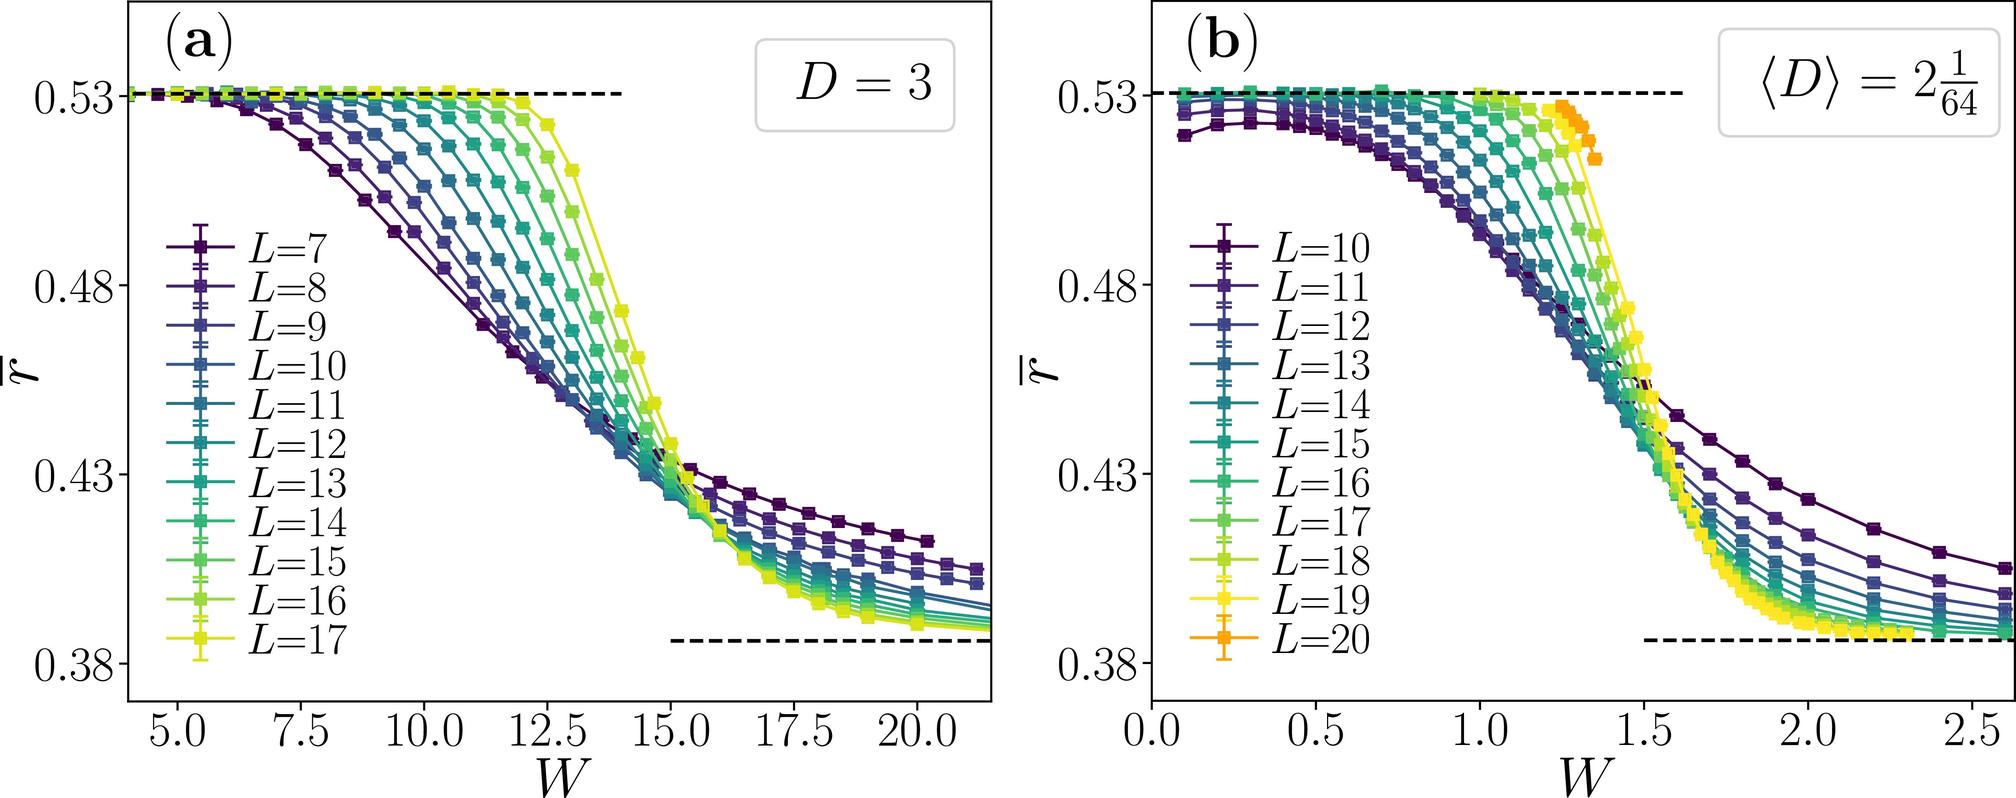 (a)
D = 3
0.53
0.48
0.43
0.38
r̅
L=7
L=8
L=9
L=10
L=11
L=12
L=13
L=14
L=15
L=16
L=17
5.0 7.5 10.0 12.5 15.0 17.5 20.0
W
(b)
⟨D⟩ = 2 1/64
0.53
0.48
0.43
0.38
r̅
L=10
L=11
L=12
L=13
L=14
L=15
L=16
L=17
L=18
L=19
L=20
0.0 0.5 1.0 1.5 2.0 2.5
W